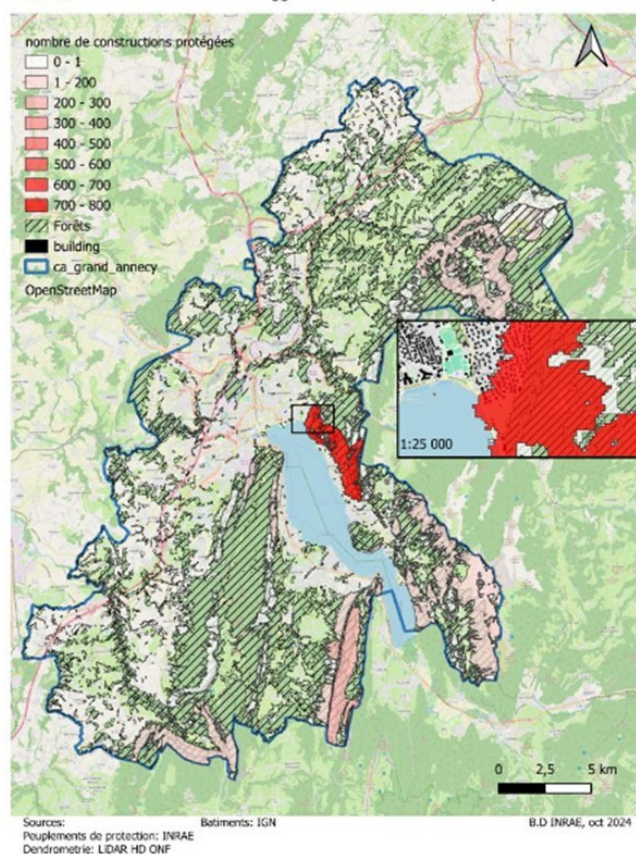 nombre de constructions protégées
0 - 1
1 - 200
200 - 300
300 - 400
400 - 500
500 - 600
600 - 700
700 - 800
Forêts
building
ca_grand_annecy
OpenStreetMap
1:25 000
0 2,5 5 km
Sources: Batiments: IGN B.D INRAE, oct 2024
Peuplements de protection: INRAE
Dendrometrie: LiDAR HD ONF